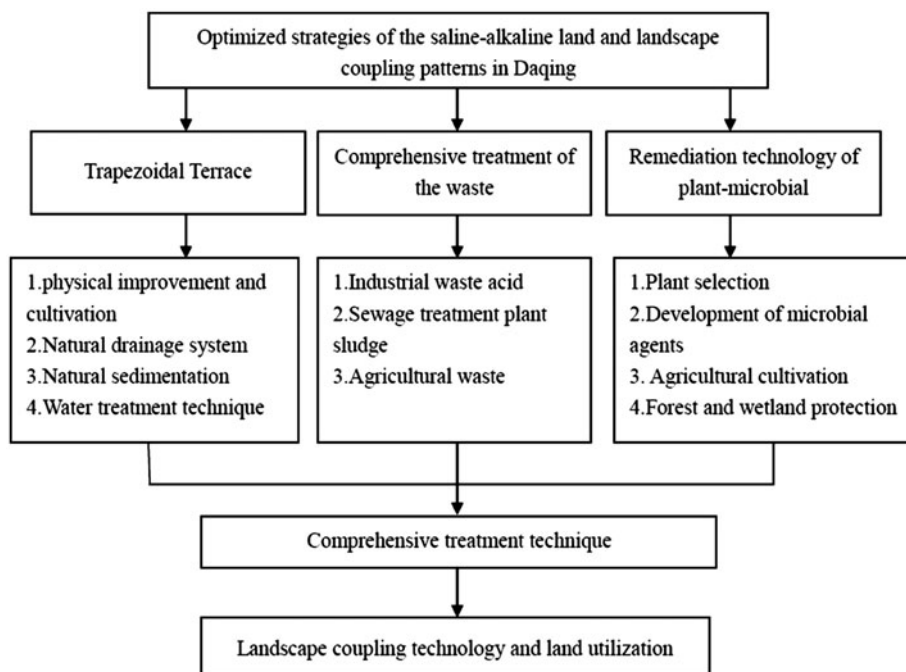 Optimized strategies of the saline-alkaline land and landscape
coupling patterns in Daqing
Trapezoidal Terrace
Comprehensive treatment of
the waste
Remediation technology of
plant-microbial
1.physical improvement and
cultivation
2.Natural drainage system
3.Natural sedimentation
4.Water treatment technique
1.Industrial waste acid
2.Sewage treatment plant
sludge
3.Agricultural waste
1.Plant selection
2.Development of microbial
agents
3. Agricultural cultivation
4.Forest and wetland protection
Comprehensive treatment technique
Landscape coupling technology and land utilization